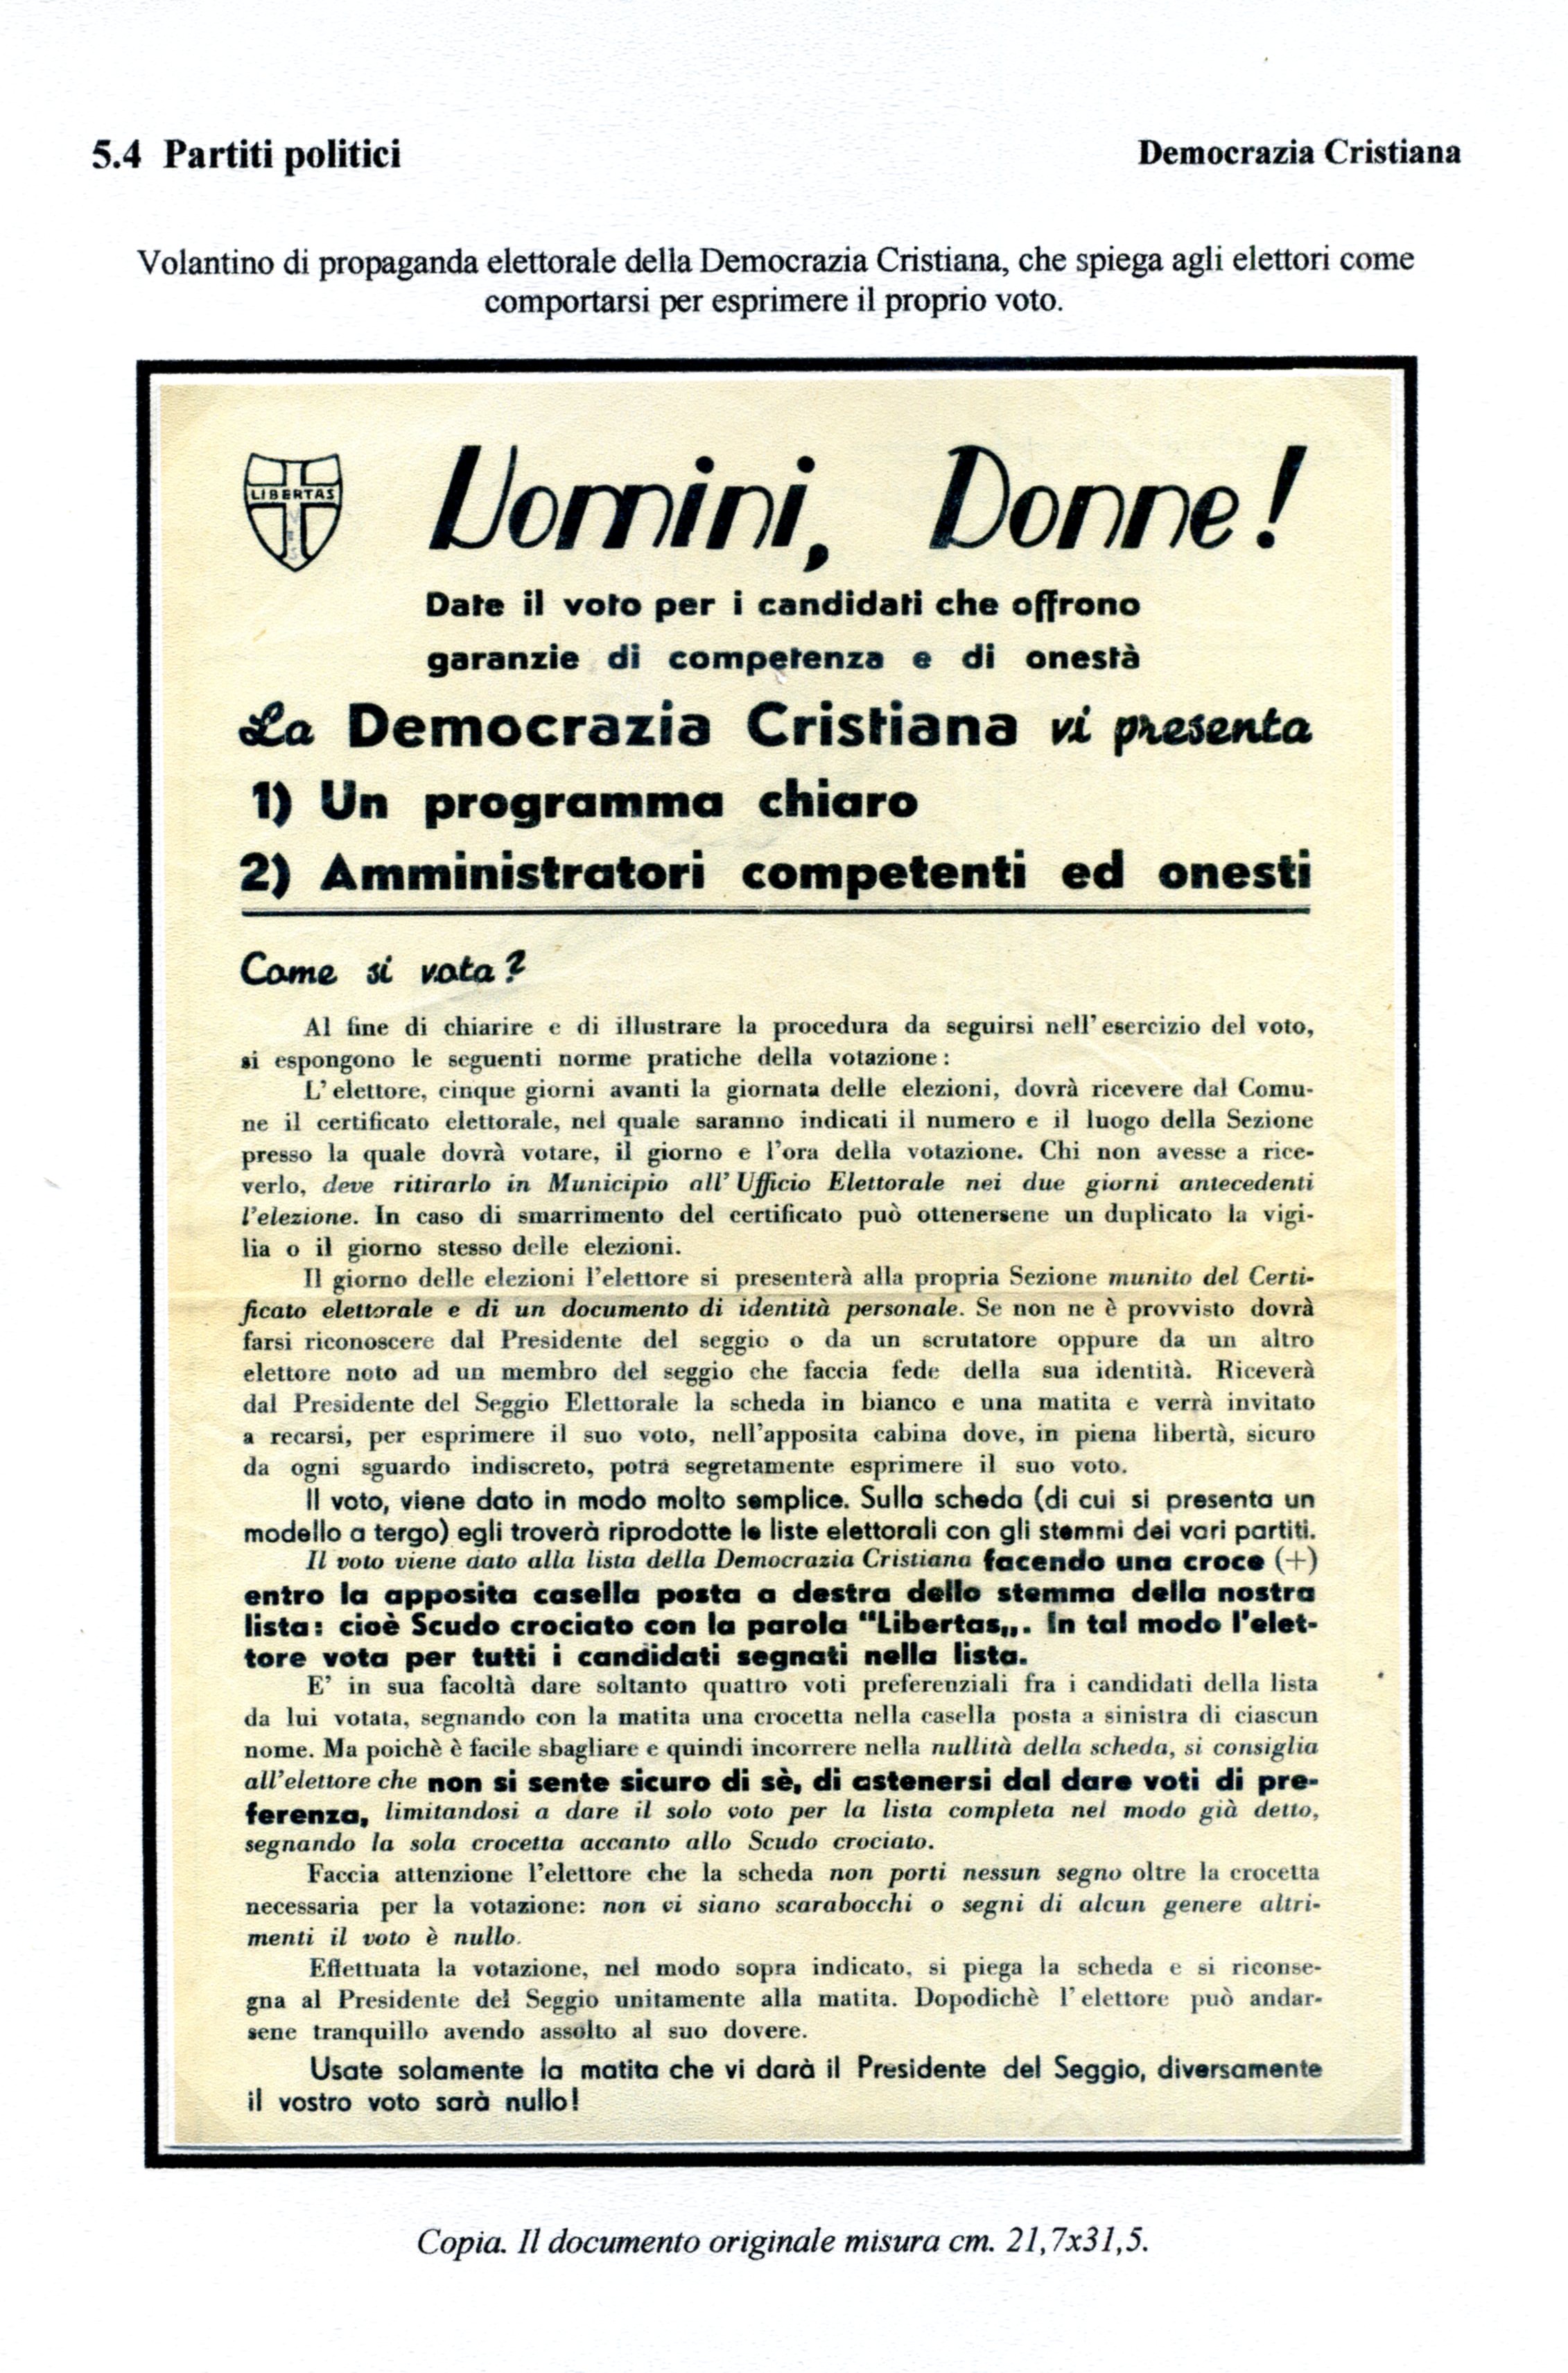 5.4 Partiti politici
Democrazia Cristiana
Volantino di propaganda elettorale della Democrazia Cristiana, che spiega agli elettori come
comportarsi per esprimere il proprio voto.
LIBERTAS
Uomini, Donne!
Date il voto per i candidati che offrono
garanzie di competenza e di onestà
La Democrazia Cristiana vi presenta
1) Un programma chiaro
2) Amministratori competenti ed onesti
Come si vota?
Al fine di chiarire e di illustrare la procedura da seguirsi nell' esercizio del voto,
si espongono le seguenti norme pratiche della votazione :
L' elettore, cinque giorni avanti la giornata delle elezioni, dovrà ricevere dal Comu-
ne il certificato elettorale, nel quale saranno indicati il numero e il luogo della Sezione
presso la quale dovrà votare, il giorno e l'ora della votazione. Chi non avesse a rice-
verlo, deve ritirarlo in Municipio all' Ufficio Elettorale nei due giorni antecedenti
l'elezione. In caso di smarrimento del certificato può ottenersene un duplicato la vigi-
lia o il giorno stesso delle elezioni.
Il giorno delle elezioni l'elettore si presenterà alla propria Sezione munito del Certi-
ficato elettorale e di un documento di identità personale. Se non ne è provvisto dovrà
farsi riconoscere dal Presidente del seggio o da un scrutatore oppure da un altro
elettore noto ad un membro del seggio che faccia fede della sua identità. Riceverà
dal Presidente del Seggio Elettorale la scheda in bianco e una matita e verrà invitato
a recarsi, per esprimere il suo voto, nell'apposita cabina dove, in piena libertà, sicuro
da ogni sguardo indiscreto, potrà segretamente esprimere il suo voto.
Il voto, viene dato in modo molto semplice. Sulla scheda (di cui si presenta un
modello a tergo) egli troverà riprodotte le liste elettorali con gli stemmi dei vari partiti.
Il voto viene dato alla lista della Democrazia Cristiana facendo una croce (+)
entro la apposita casella posta a destra dello stemma della nostra
lista: cioè Scudo crociato con la parola "Libertas„. In tal modo l'elet-
tore vota per tutti i candidati segnati nella lista.
E' in sua facoltà dare soltanto quattro voti preferenziali fra i candidati della lista
da lui votata, segnando con la matita una crocetta nella casella posta a sinistra di ciascun
nome. Ma poichè è facile sbagliare e quindi incorrere nella nullità della scheda, si consiglia
all'elettore che non si sente sicuro di sè, di astenersi dal dare voti di pre-
ferenza, limitandosi a dare il solo voto per la lista completa nel modo già detto,
segnando la sola crocetta accanto allo Scudo crociato.
Faccia attenzione l'elettore che la scheda non porti nessun segno oltre la crocetta
necessaria per la votazione: non vi siano scarabocchi o segni di alcun genere altri-
menti il voto è nullo.
Effettuata la votazione, nel modo sopra indicato, si piega la scheda e si riconse-
gna al Presidente del Seggio unitamente alla matita. Dopodichè l' elettore può andar-
sene tranquillo avendo assolto al suo dovere.
Usate solamente la matita che vi darà il Presidente del Seggio, diversamente
il vostro voto sarà nullo!
Copia. Il documento originale misura cm. 21,7x31,5.